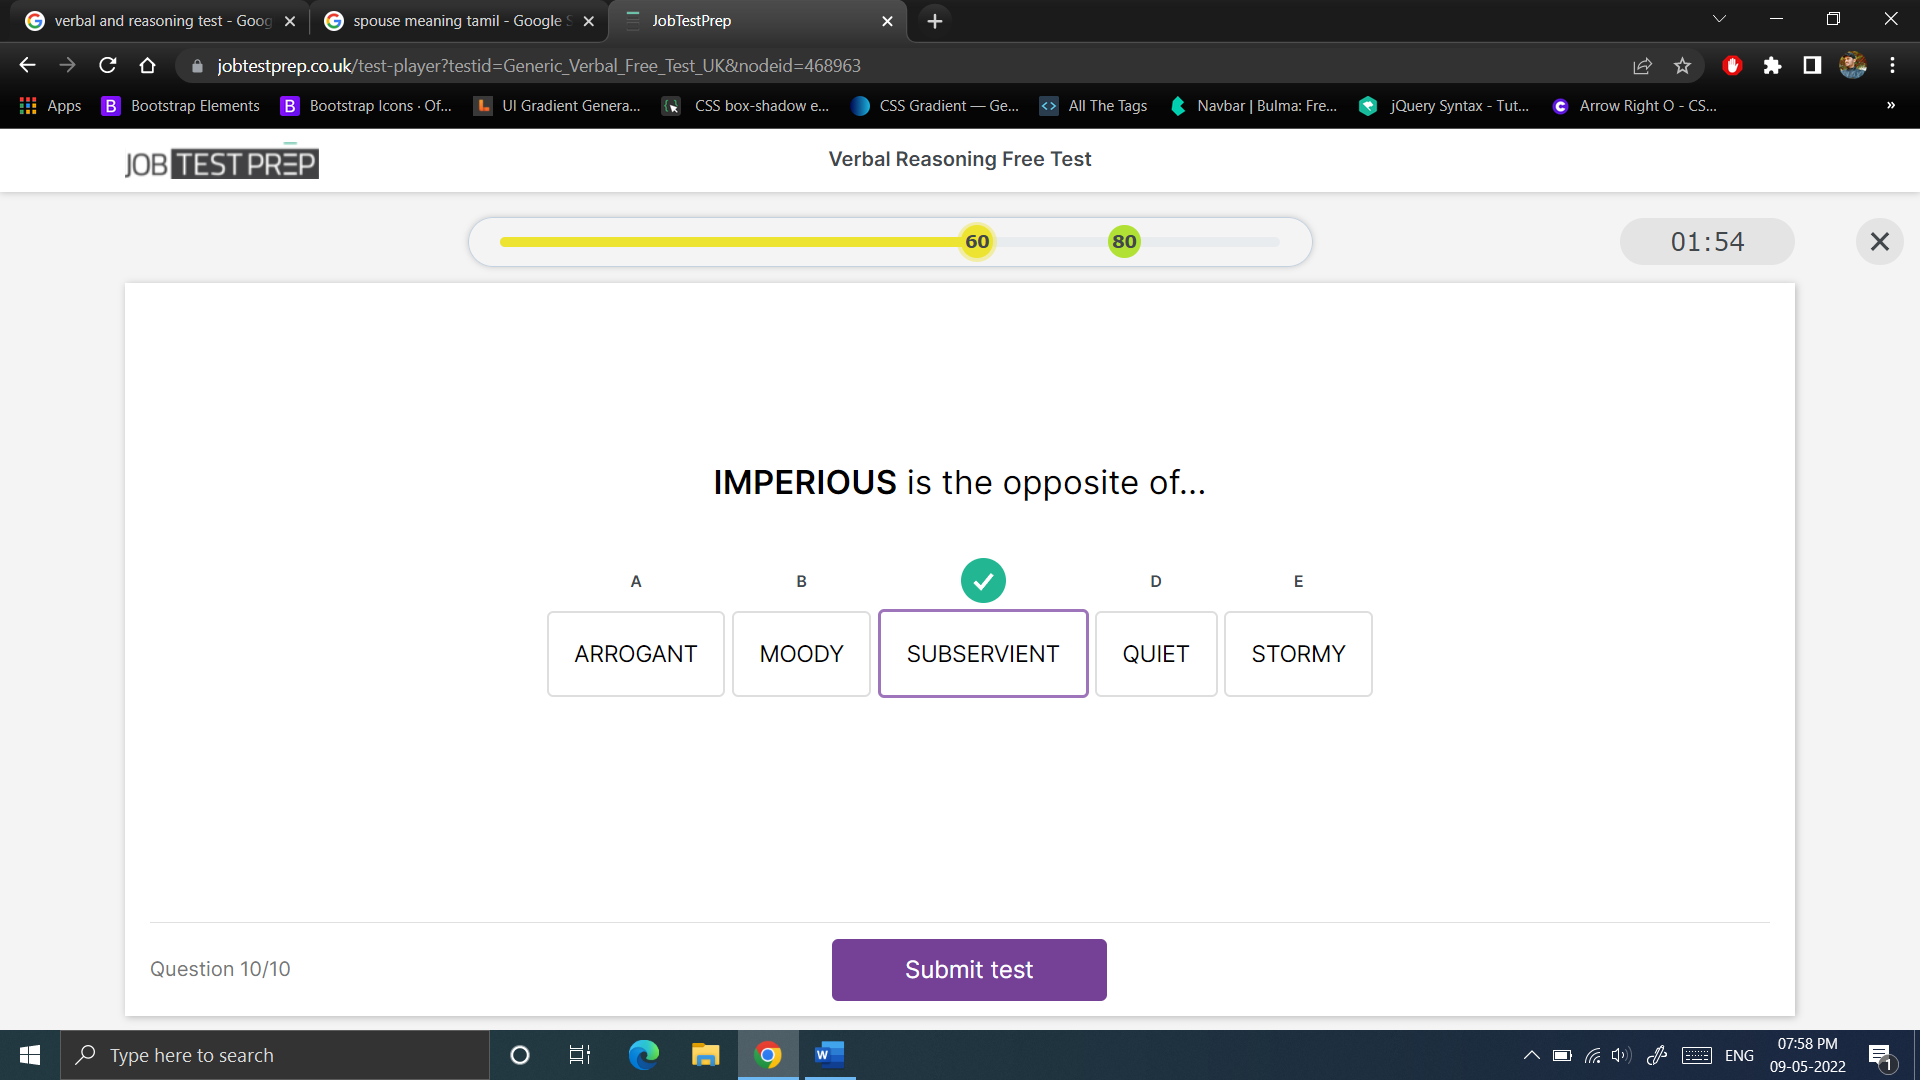 verbal and reasoning test - Goog
spouse meaning tamil - Google S
JobTestPrep
jobtestprep.co.uk/test-player?testid=Generic_Verbal_Free_Test_UK&nodeid=468963
Apps
Bootstrap Elements
Bootstrap Icons · Of...
UI Gradient Genera...
CSS box-shadow e...
CSS Gradient — Ge...
All The Tags
Navbar | Bulma: Fre...
jQuery Syntax - Tut...
Arrow Right O - CS...
»
JOB TEST PREP
Verbal Reasoning Free Test
60
80
01:54
IMPERIOUS is the opposite of...
A
B
D
E
ARROGANT
MOODY
SUBSERVIENT
QUIET
STORMY
Question 10/10
Submit test
Type here to search
ENG
07:58 PM
09-05-2022
1